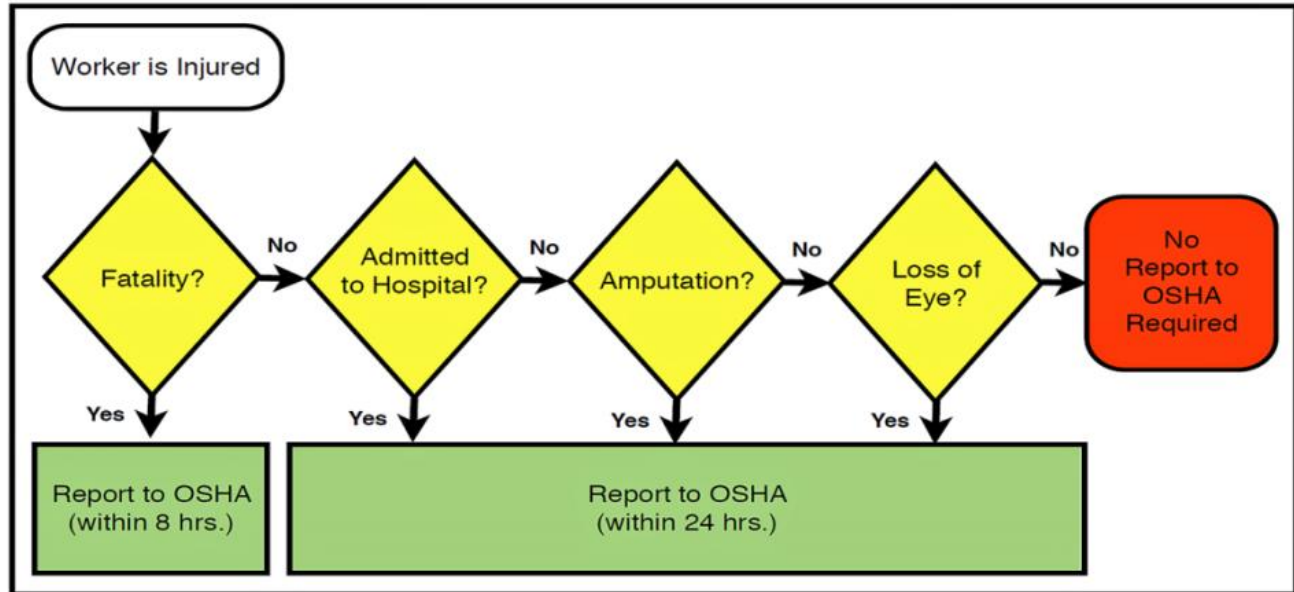 Worker is Injured
Fatality?
No
Admitted
to Hospital?
No
Amputation?
No
Loss of
Eye?
No
No
Report to
OSHA
Required
Yes
Yes
Yes
Yes
Report to OSHA
(within 8 hrs.)
Report to OSHA
(within 24 hrs.)